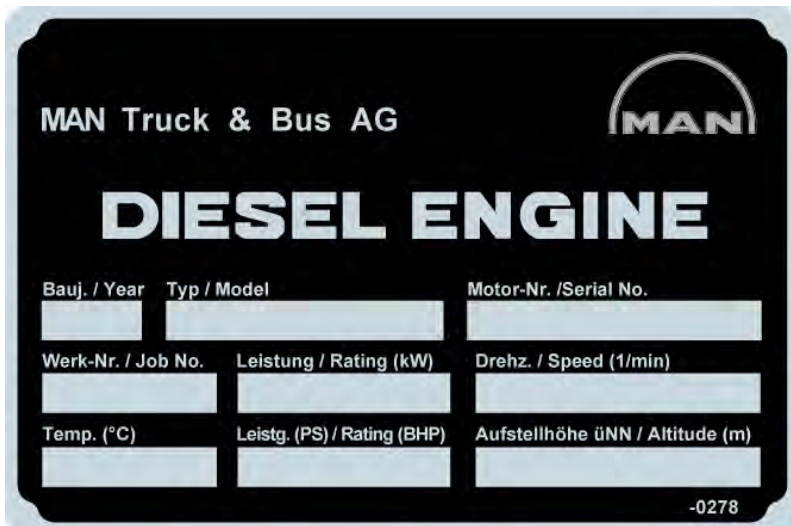 MAN Truck & Bus AG
MAN
DIESEL ENGINE
Bauj. / Year Typ / Model Motor-Nr. /Serial No.
Werk-Nr. / Job No. Leistung / Rating (kW) Drehz. / Speed (1/min)
Temp. (°C) Leistg. (PS) / Rating (BHP) Aufstellhöhe üNN / Altitude (m)
-0278